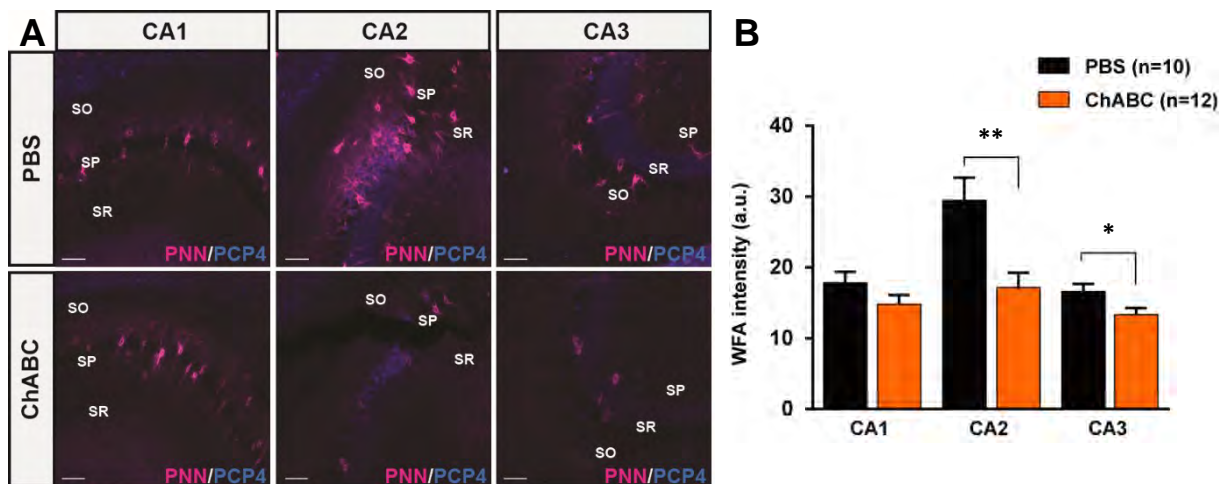 A
CA1
CA2
CA3
PBS
SO
SP
SR
PNN/PCP4
SO
SP
SR
PNN/PCP4
SP
SR
SO
PNN/PCP4
ChABC
SO
SP
SR
PNN/PCP4
SO
SP
SR
PNN/PCP4
SP
SR
SO
PNN/PCP4
B
PBS (n=10)
ChABC (n=12)
WFA intensity (a.u.)
40
30
20
10
0
**
*
CA1
CA2
CA3